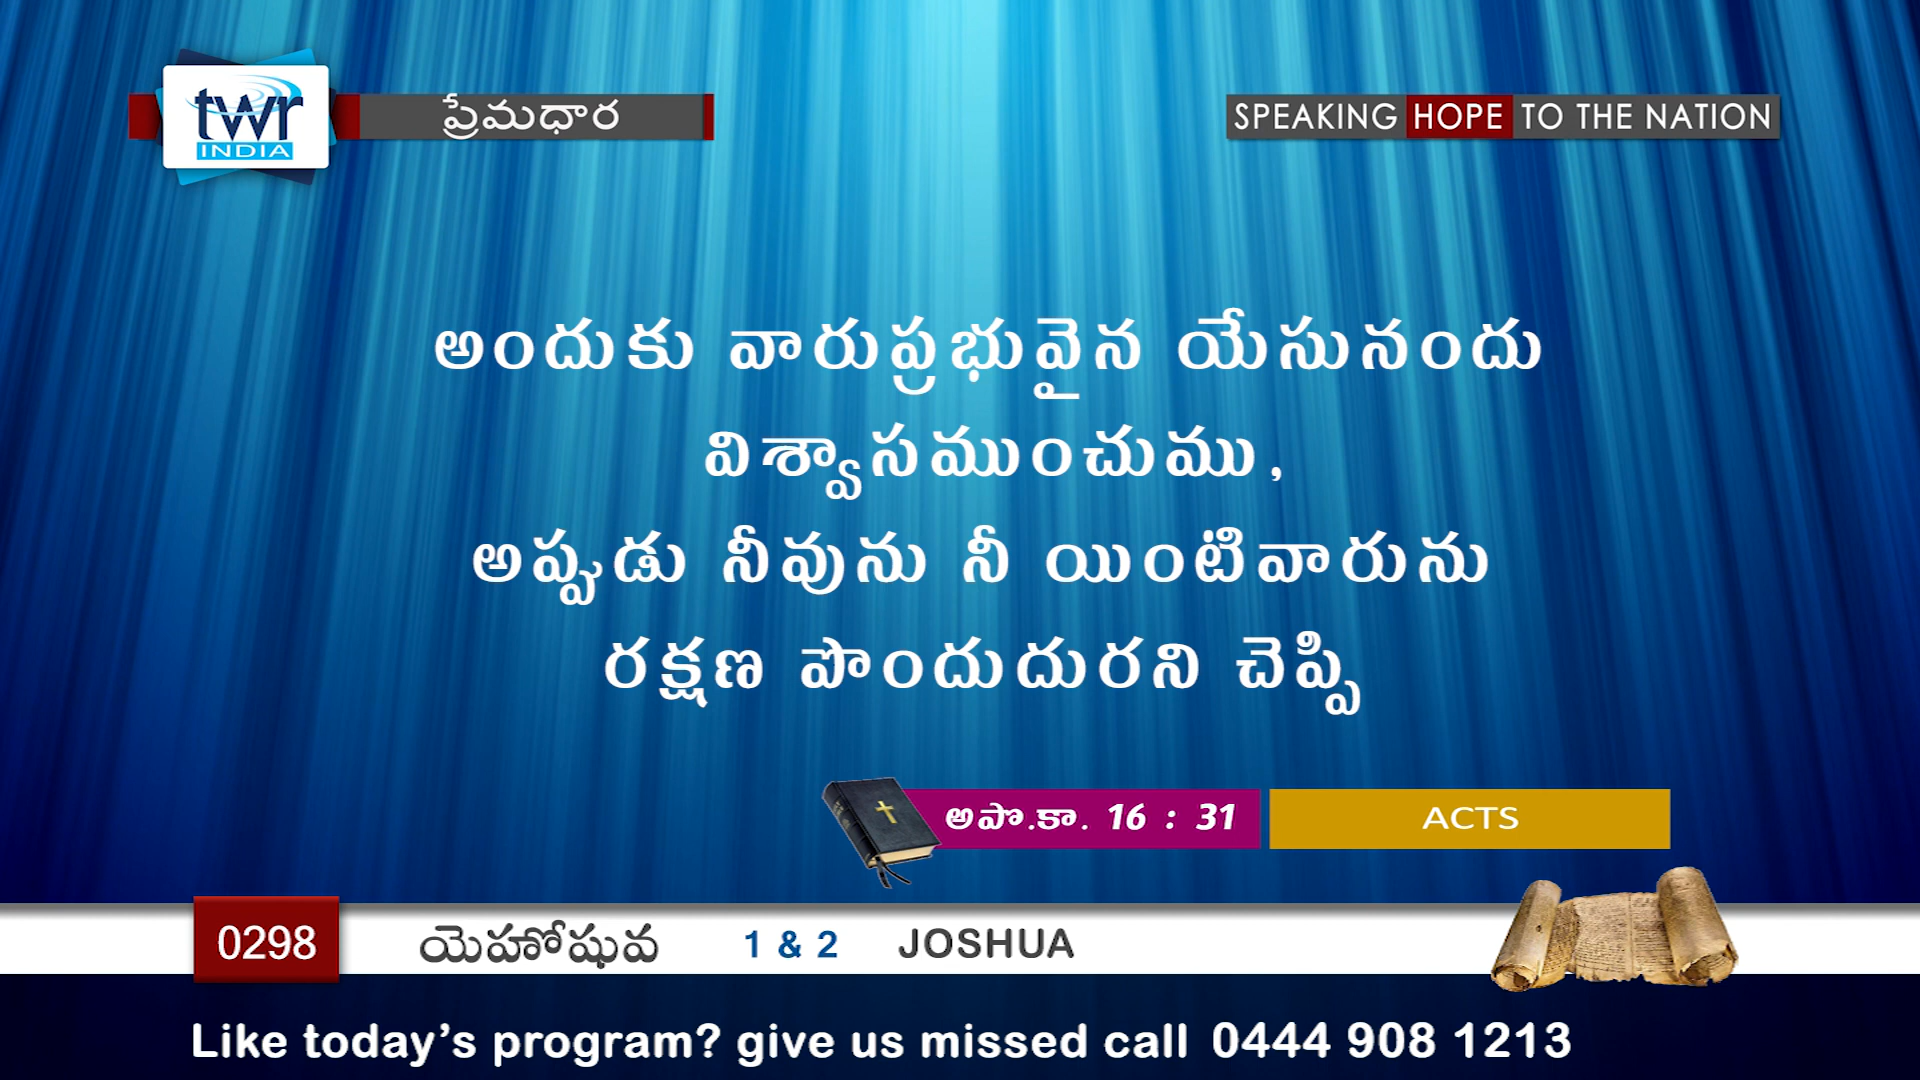 twr
INDIA
ప్రేమధార
SPEAKING HOPE TO THE NATION
అందుకు వారుప్రభువైన యేసునందు
విశ్వాసముంచుము,
అప్పుడు నీవును నీ యింటివారును
రక్షణ పొందుదురని చెప్పి
అపొ.కా. 16 : 31
ACTS
0298 యెహోషువ 1 & 2 JOSHUA
Like today's program? give us missed call 0444 908 1213